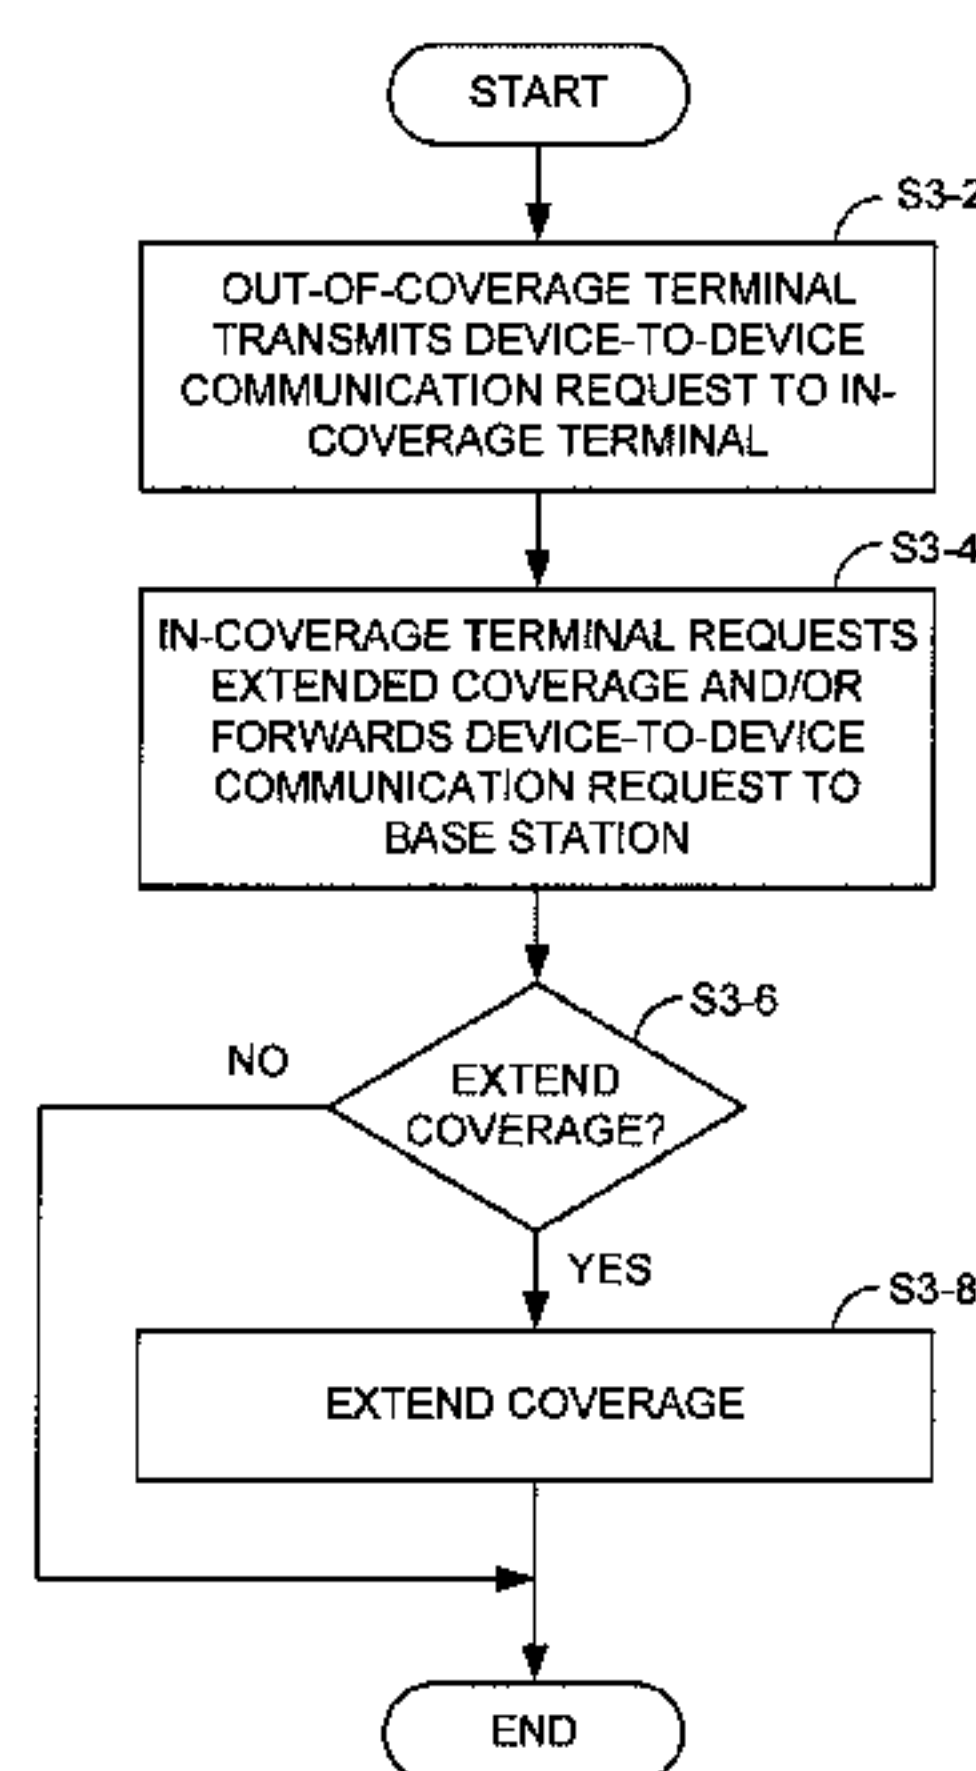 START
S3-2
OUT-OF-COVERAGE TERMINAL
TRANSMITS DEVICE-TO-DEVICE
COMMUNICATION REQUEST TO IN-
COVERAGE TERMINAL
S3-4
IN-COVERAGE TERMINAL REQUESTS
EXTENDED COVERAGE AND/OR
FORWARDS DEVICE-TO-DEVICE
COMMUNICATION REQUEST TO
BASE STATION
S3-6
NO
EXTEND
COVERAGE?
YES
S3-8
EXTEND COVERAGE
END